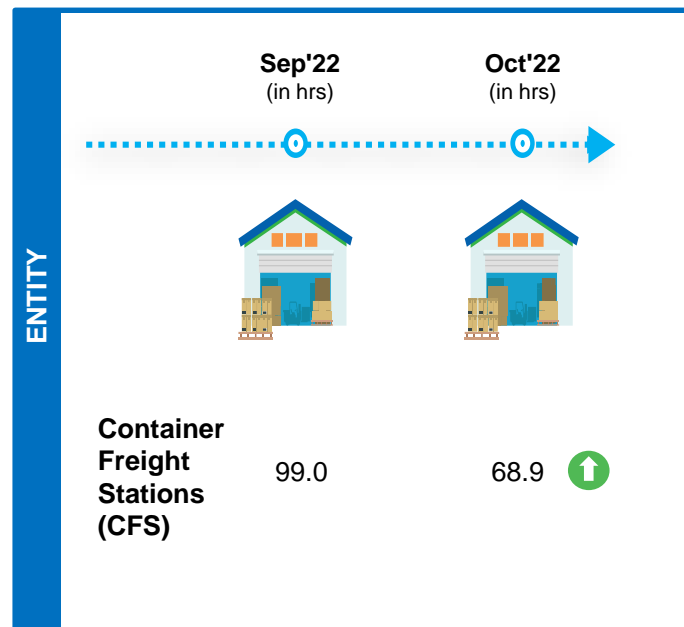 ENTITY
Sep'22
(in hrs)
Oct'22
(in hrs)
Container
Freight
Stations
(CFS)
99.0
68.9